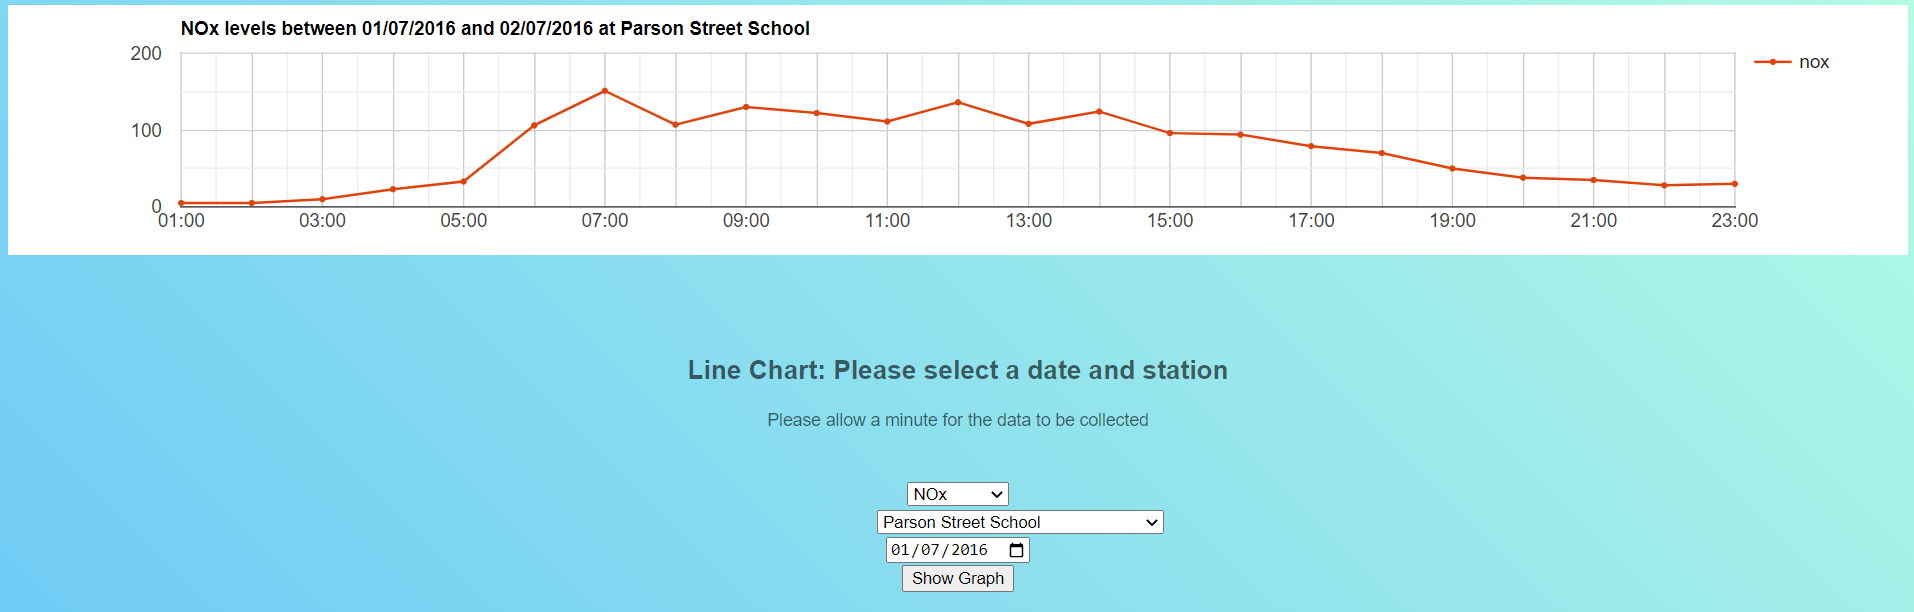 NOx levels between 01/07/2016 and 02/07/2016 at Parson Street School
200
nox
100
0
01:00 03:00 05:00 07:00 09:00 11:00 13:00 15:00 17:00 19:00 21:00 23:00
Line Chart: Please select a date and station
Please allow a minute for the data to be collected
NOx
Parson Street School
01/07/2016
Show Graph